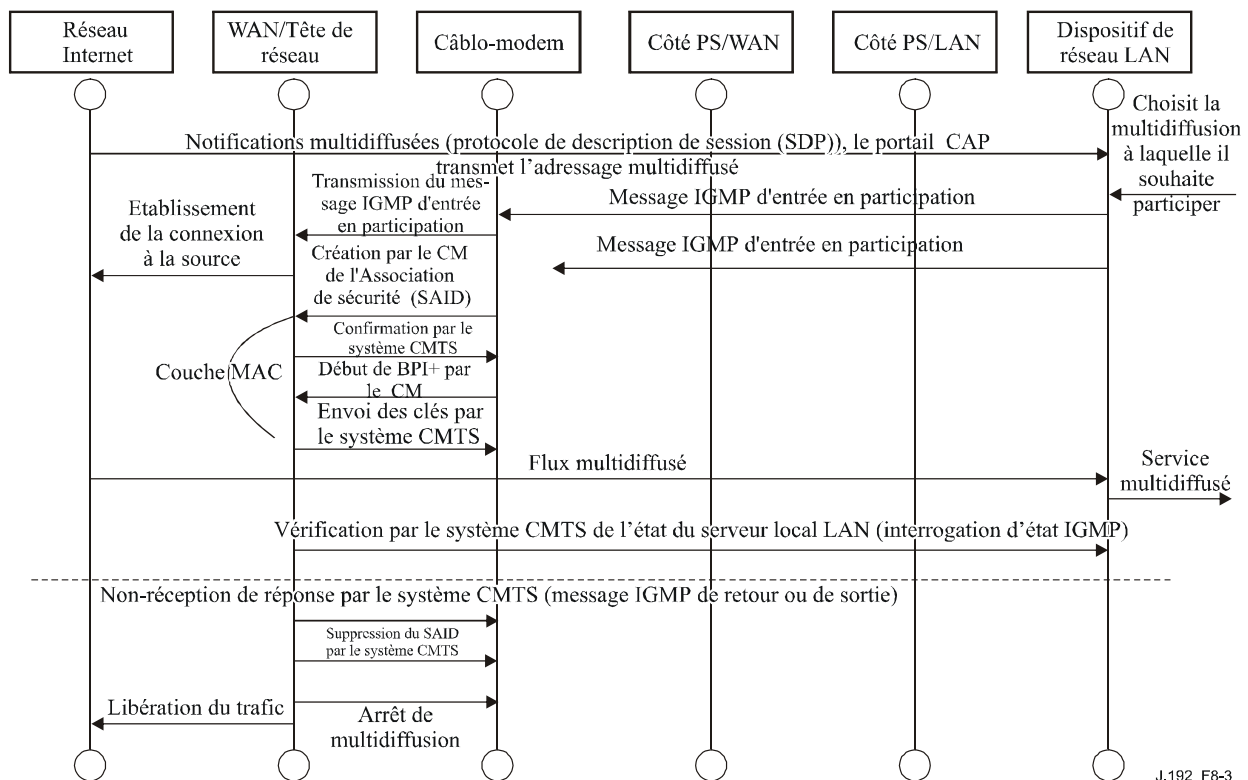 Réseau
Internet
WAN/Tête de
réseau
Câblo-modem
Côté PS/WAN
Côté PS/LAN
Dispositif de
réseau LAN
Choisit la
multidiffusion
à laquelle il
souhaite
participer
Notifications multidiffusées (protocole de description de session (SDP)), le portail CAP
transmet l'adressage multidiffusé
Transmission du mes-
sage IGMP d'entrée
en participation
Message IGMP d'entrée en participation
Etablissement
de la connexion
à la source
Message IGMP d'entrée en participation
Création par le CM
de l'Association
de sécurité (SAID)
Confirmation par le
système CMTS
Couche MAC
Début de BPI+ par
le CM
Envoi des clés par
le système CMTS
Flux multidiffusé
Service
multidiffusé
Vérification par le système CMTS de l'état du serveur local LAN (interrogation d'état IGMP)
Non-réception de réponse par le système CMTS (message IGMP de retour ou de sortie)
Suppression du SAID
par le système CMTS
Libération du trafic
Arrêt de
multidiffusion
J.192_F8-3